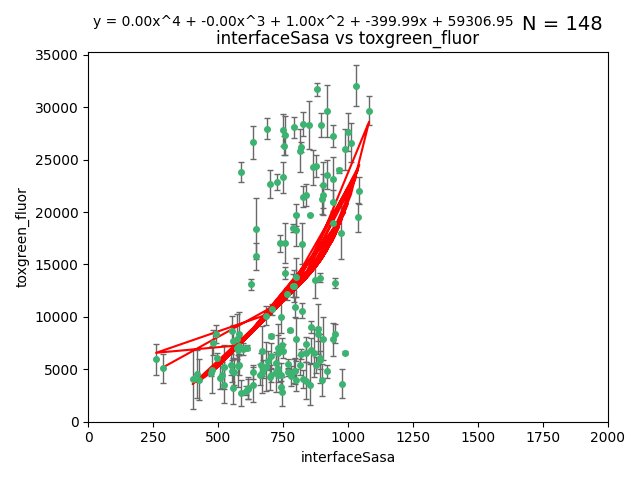 y = 0.00x^4 + -0.00x^3 + 1.00x^2 + -399.99x + 59306.95 N = 148
interfaceSasa vs toxgreen_fluor
35000
30000
25000
20000
15000
10000
5000
0
toxgreen_fluor
0 250 500 750 1000 1250 1500 1750 2000
interfaceSasa